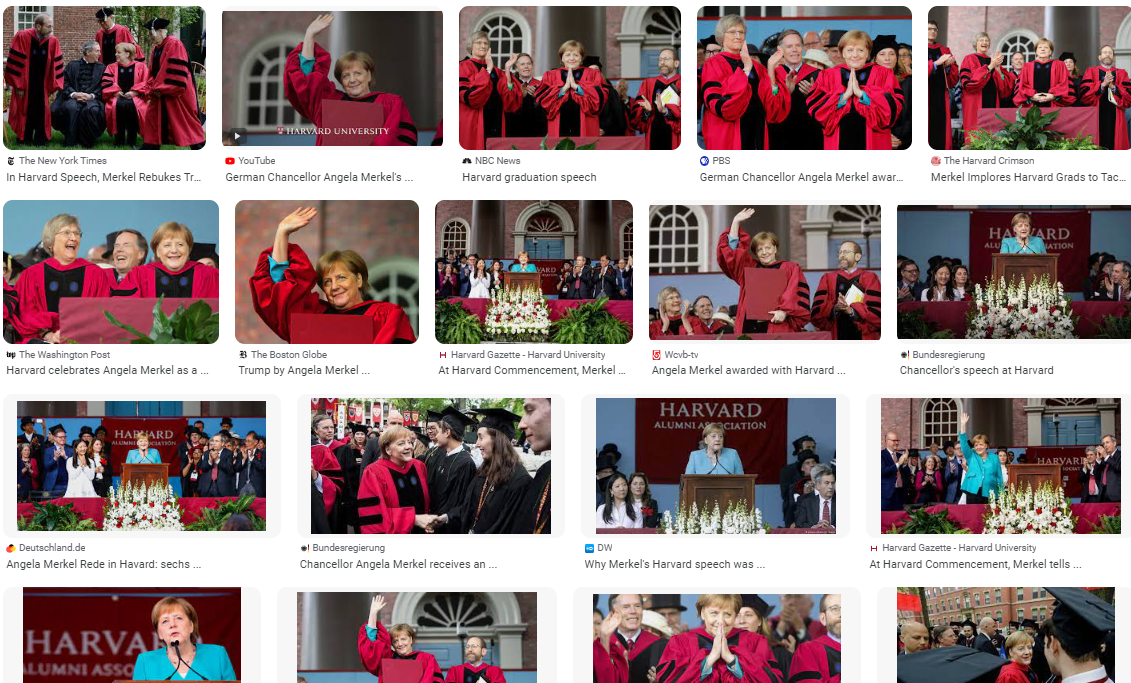 HARVARD UNIVERSITY
The New York Times
YouTube
NBC News
PBS
The Harvard Crimson
In Harvard Speech, Merkel Rebukes Tr...
German Chancellor Angela Merkel's ...
Harvard graduation speech
German Chancellor Angela Merkel awar...
Merkel Implores Harvard Grads to Tac...
HARVARD
ALUMNI ASSOCIATION
The Washington Post
The Boston Globe
Harvard Gazette - Harvard University
Wcvb-tv
Bundesregierung
Harvard celebrates Angela Merkel as a ...
Trump by Angela Merkel ...
At Harvard Commencement, Merkel ...
Angela Merkel awarded with Harvard ...
Chancellor's speech at Harvard
HARVARD
HARVARD
ALUMNI ASSOCIATION
HARVARD
Deutschland.de
Bundesregierung
DW
Harvard Gazette - Harvard University
Angela Merkel Rede in Havard: sechs ...
Chancellor Angela Merkel receives an ...
Why Merkel's Harvard speech was ...
At Harvard Commencement, Merkel tells ...
HARVA
ALUMNI ASSO